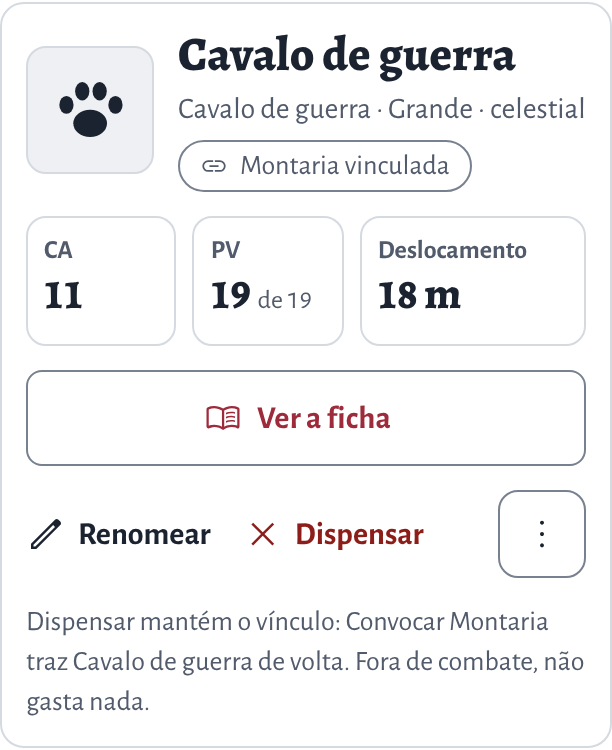 Cavalo de guerra
Cavalo de guerra · Grande · celestial
Montaria vinculada
CA
11
PV
19 de 19
Deslocamento
18 m
Ver a ficha
Renomear
Dispensar
Dispensar mantém o vínculo: Convocar Montaria
traz Cavalo de guerra de volta. Fora de combate, não
gasta nada.